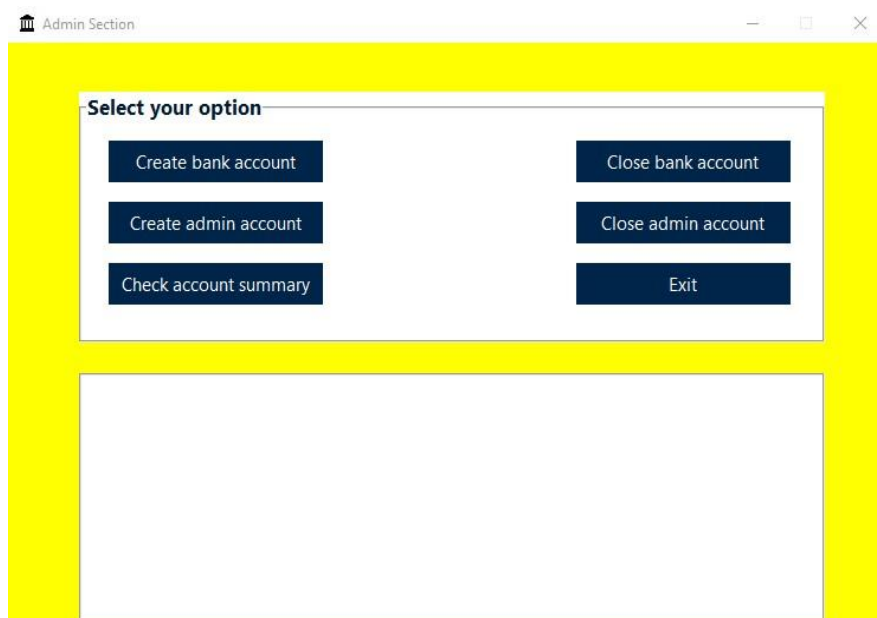 Admin Section
Select your option
Create bank account
Close bank account
Create admin account
Close admin account
Check account summary
Exit